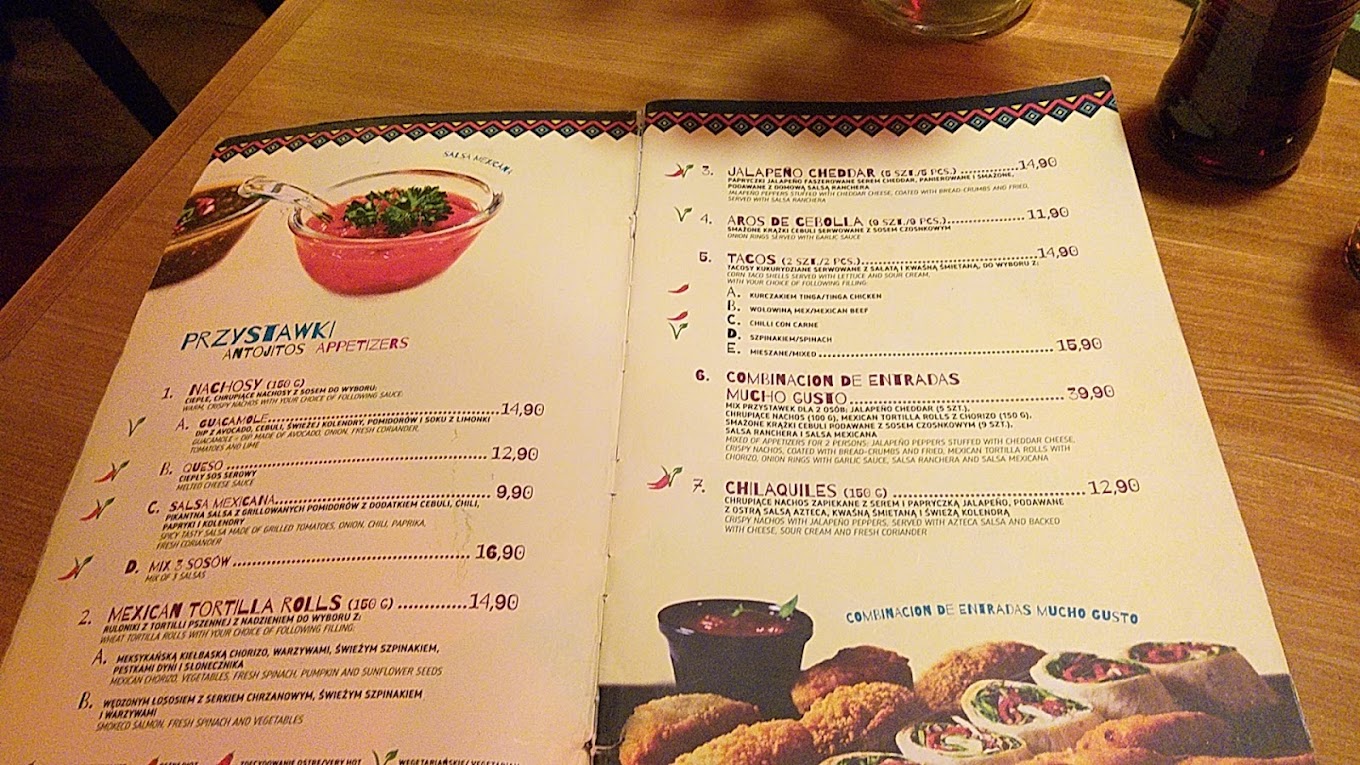 SALSA MEXICANA
PRZYSTAWKI
ANTOJITOS APPETIZERS
1. NACHOSY (150 G)
CIEPŁE, CHRUPIĄCE NACHOSY Z SOSEM DO WYBORU:
WARM, CRISPY NACHOS WITH YOUR CHOICE OF FOLLOWING SAUCE:
A. GUACAMOLE 14,90
DIP Z AVOCADO, CEBULI, ŚWIEŻEJ KOLENDRY, POMIDORÓW I SOKU Z LIMONKI
GUACAMOLE - DIP MADE OF AVOCADO, ONION, FRESH CORIANDER,
TOMATOES AND LIME
B. QUESO 12,90
CIEPŁY SOS SEROWY
MELTED CHEESE SAUCE
C. SALSA MEXICANA 9,90
PIKANTNA SALSA Z GRILLOWANYCH POMIDORÓW Z DODATKIEM CEBULI, CHILI,
PAPRYKI I KOLENDRY
SPICY TASTY SALSA MADE OF GRILLED TOMATOES, ONION, CHILI, PAPRIKA,
FRESH CORIANDER
D. MIX 3 SOSÓW 16,90
MIX OF 3 SALSAS
2. MEXICAN TORTILLA ROLLS (150 G) 14,90
RULONIKI Z TORTILLI PSZENNEJ Z NADZIENIEM DO WYBORU Z:
WHEAT TORTILLA ROLLS WITH YOUR CHOICE OF FOLLOWING FILLING:
A. MEKSYKAŃSKĄ KIEŁBASKĄ CHORIZO, WARZYWAMI, ŚWIEŻYM SZPINAKIEM,
PESTKAMI DYNI I SŁONECZNIKA
MEXICAN CHORIZO, VEGETABLES, FRESH SPINACH, PUMPKIN AND SUNFLOWER SEEDS
B. WĘDZONYM ŁOSOSIEM Z SERKIEM CHRZANOWYM, ŚWIEŻYM SZPINAKIEM
I WARZYWAMI
SMOKECD SALMON, FRESH SPINACH AND VEGETABLES
ZDECYDOWANIE OSTRE/VERY HOT
WEGETARIAŃSKIE/VEGETARIAN
3. JALAPEÑO CHEDDAR (5 SZT./5 PCS.) 14,90
PAPRYCZKI JALAPEÑO FASZEROWANE SEREM CHEDDAR, PANIEROWANE I SMAŻONE,
PODAWANE Z DOMOWĄ SALSĄ RANCHERA
JALAPEÑO PEPPERS STUFFED WITH CHEDDAR CHEESE, COATED WITH BREAD-CRUMBS AND FRIED,
SERVED WITH SALSA RANCHERA
4. AROS DE CEBOLLA (9 SZT./9 PCS.) 11,90
SMAŻONE KRĄŻKI CEBULI SERWOWANE Z SOSEM CZOSNKOWYM
ONION RINGS SERVED WITH GARLIC SAUCE
5. TACOS (2 SZT./2 PCS.) 14,90
TACOSY KUKURYDZIANE SERWOWANE Z SAŁATĄ I KWAŚNĄ ŚMIETANĄ, DO WYBORU Z:
CORN TACO SHELLS SERVED WITH LETTUCE AND SOUR CREAM,
WITH YOUR CHOICE OF FOLLOWING FILLING:
A. KURCZAKIEM TINGA/TINGA CHICKEN
B. WOŁOWINĄ MEX/MEXICAN BEEF
C. CHILLI CON CARNE
D. SZPINAKIEM/SPINACH
E. MIESZANE/MIXED 15,90
6. COMBINACION DE ENTRADAS
MUCHO GUSTO 39,90
MIX PRZYSTAWEK DLA 2 OSÓB: JALAPEÑO CHEDDAR (5 SZT.),
CHRUPIĄCE NACHOS (100 G), MEXICAN TORTILLA ROLLS Z CHORIZO (150 G),
SMAŻONE KRĄŻKI CEBULI PODAWANE Z SOSEM CZOSNKOWYM (9 SZT.),
SALSA RANCHERA I SALSA MEXICANA
MIXED OF APPETIZERS FOR 2 PERSONS: JALAPEÑO PEPPERS STUFFED WITH CHEDDAR CHEESE,
CRISPY NACHOS, COATED WITH BREAD-CRUMBS AND FRIED, MEXICAN TORTILLA ROLLS WITH
CHORIZO, ONION RINGS WITH GARLIC SAUCE, SALSA RANCHERA AND SALSA MEXICANA
7. CHILAQUILES (150 G) 12,90
CHRUPIĄCE NACHOS ZAPIEKANE Z SEREM I PAPRYCZKĄ JALAPEÑO, PODAWANE
Z OSTRĄ SALSĄ AZTECA, KWAŚNĄ ŚMIETANĄ I ŚWIEŻĄ KOLENDRĄ
CRISPY NACHOS WITH JALAPEÑO PEPPERS, SERVED WITH AZTECA SALSA AND BACKED
WITH CHEESE, SOUR CREAM AND FRESH CORIANDER
COMBINACION DE ENTRADAS MUCHO GUSTO